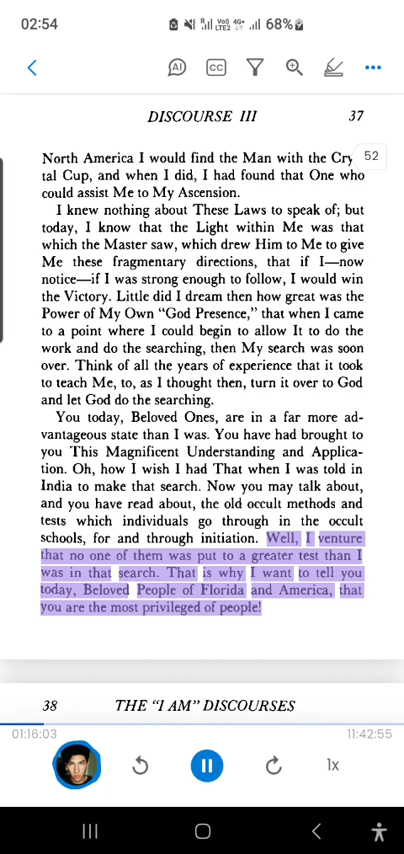 02:54
R
Vo))
LTE2
4G+
68%
AI
CC
DISCOURSE III 37
52
North America I would find the Man with the Crys-
tal Cup, and when I did, I had found that One who
could assist Me to My Ascension.
I knew nothing about These Laws to speak of; but
today, I know that the Light within Me was that
which the Master saw, which drew Him to Me to give
Me these fragmentary directions, that if I—now
notice—if I was strong enough to follow, I would win
the Victory. Little did I dream then how great was the
Power of My Own “God Presence,” that when I came
to a point where I could begin to allow It to do the
work and do the searching, then My search was soon
over. Think of all the years of experience that it took
to teach Me, to, as I thought then, turn it over to God
and let God do the searching.
You today, Beloved Ones, are in a far more ad-
vantageous state than I was. You have had brought to
you This Magnificent Understanding and Applica-
tion. Oh, how I wish I had That when I was told in
India to make that search. Now you may talk about,
and you have read about, the old occult methods and
tests which individuals go through in the occult
schools, for and through initiation. Well, I venture
that no one of them was put to a greater test than I
was in that search. That is why I want to tell you
today, Beloved People of Florida and America, that
you are the most privileged of people!
38 THE “I AM” DISCOURSES
01:16:03 11:42:55
1x